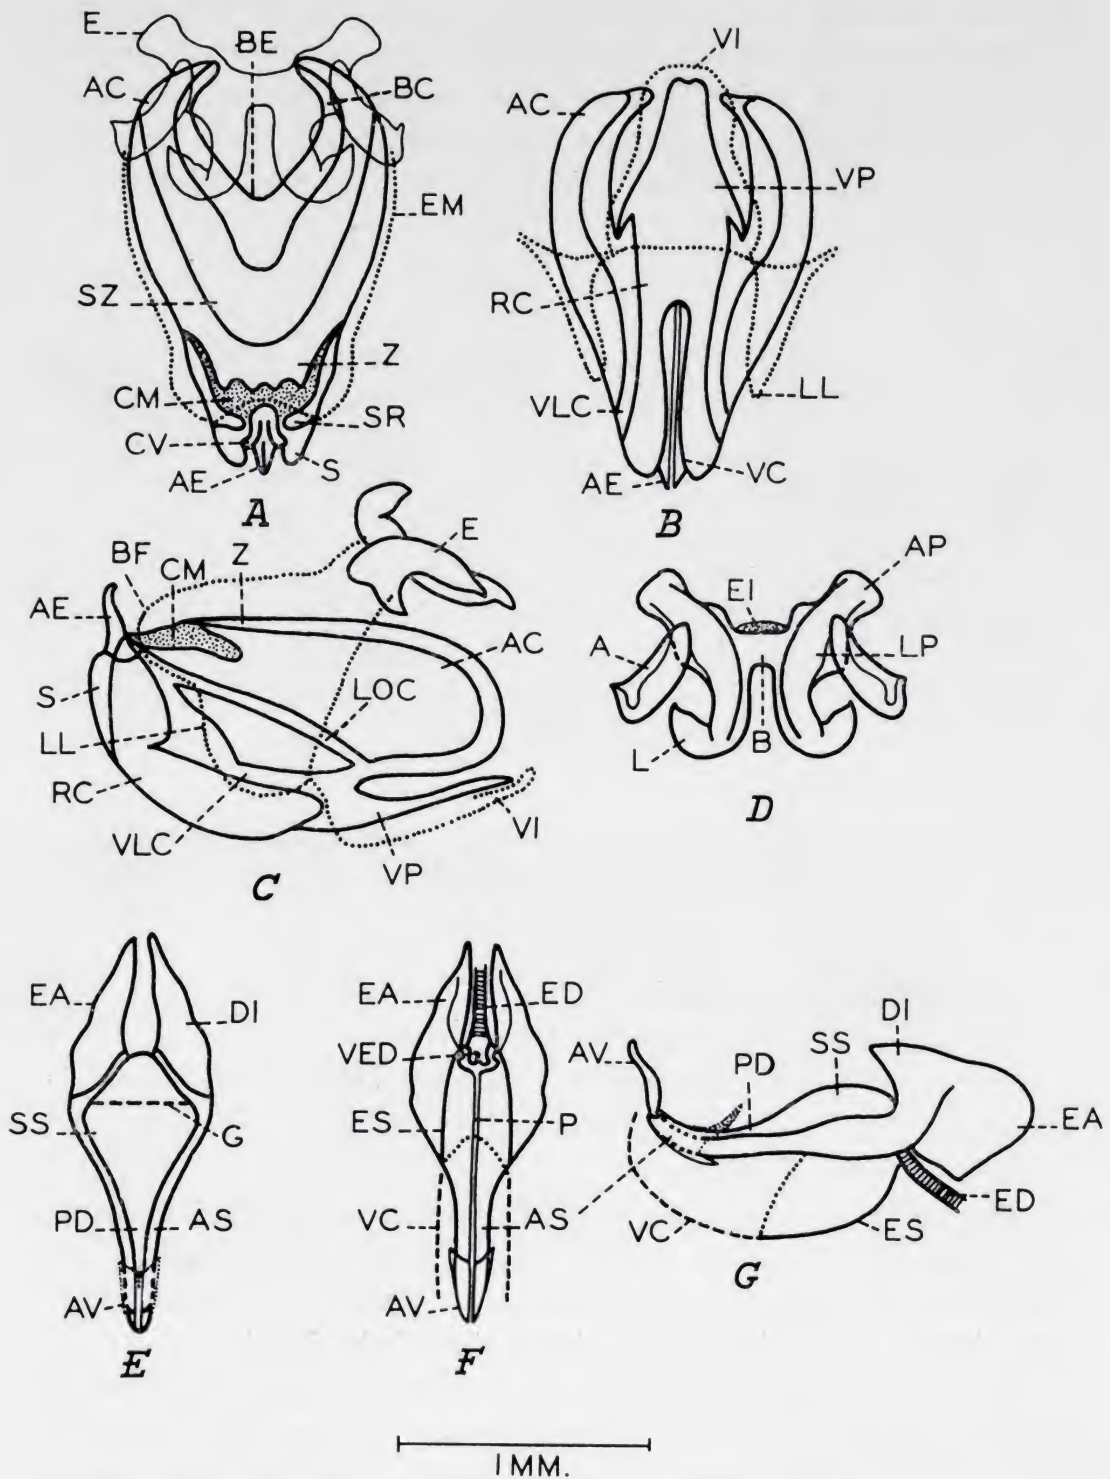 E
BE
AC
BC
EM
SZ
Z
CM
SR
CV
S
AE
A
VI
AC
VP
RC
LL
VLC
VC
AE
B
BF
CM
Z
E
AE
AC
S
LOC
LL
RC
VLC
VI
VP
C
AP
EI
A
LP
L
B
D
EA
DI
SS
G
PD
AS
AV
E
EA
ED
VED
ES
P
VC
AS
AV
F
DI
SS
AV
PD
EA
ED
VC
ES
G
1 MM.